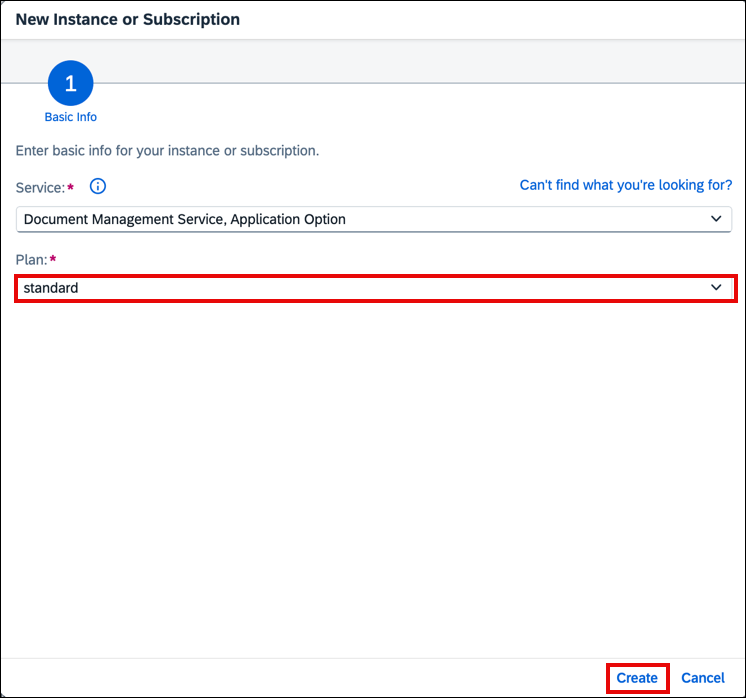 New Instance or Subscription
1
Basic Info
Enter basic info for your instance or subscription.
Service:*
Can't find what you're looking for?
Document Management Service, Application Option
Plan:*
standard
Create
Cancel